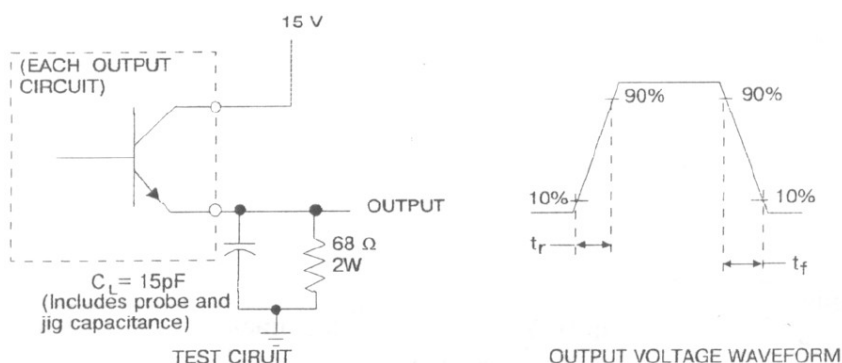 15 V
(EACH OUTPUT
CIRCUIT)
OUTPUT
68 Ω
2W
C_L = 15pF
(Includes probe and
jig capacitance)
TEST CIRUIT
90%
90%
10%
10%
t_r
t_f
OUTPUT VOLTAGE WAVEFORM